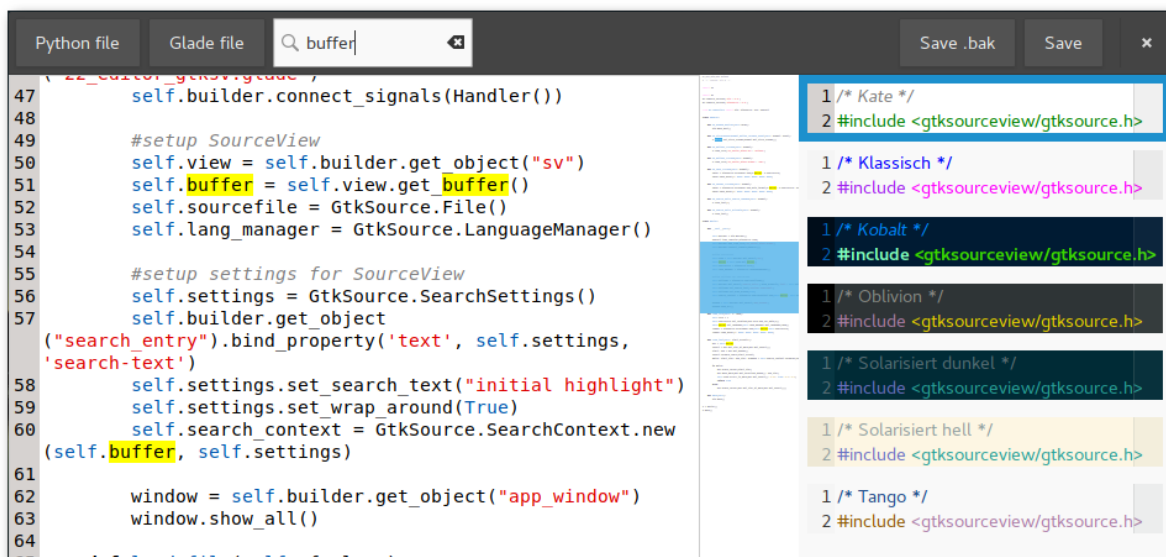 Python file
Glade file
buffer
Save .bak
Save
×
("22_editor_gtksv.glade")
47 self.builder.connect_signals(Handler())
48
49 #setup SourceView
50 self.view = self.builder.get_object("sv")
51 self.buffer = self.view.get_buffer()
52 self.sourcefile = GtkSource.File()
53 self.lang_manager = GtkSource.LanguageManager()
54
55 #setup settings for SourceView
56 self.settings = GtkSource.SearchSettings()
57 self.builder.get_object
("search_entry").bind_property('text', self.settings,
'search-text')
58 self.settings.set_search_text("initial highlight")
59 self.settings.set_wrap_around(True)
60 self.search_context = GtkSource.SearchContext.new
(self.buffer, self.settings)
61
62 window = self.builder.get_object("app_window")
63 window.show_all()
64
1 /* Kate */
2 #include <gtksourceview/gtksource.h>
1 /* Klassisch */
2 #include <gtksourceview/gtksource.h>
1 /* Kobalt */
2 #include <gtksourceview/gtksource.h>
1 /* Oblivion */
2 #include <gtksourceview/gtksource.h>
1 /* Solarisiert dunkel */
2 #include <gtksourceview/gtksource.h>
1 /* Solarisiert hell */
2 #include <gtksourceview/gtksource.h>
1 /* Tango */
2 #include <gtksourceview/gtksource.h>